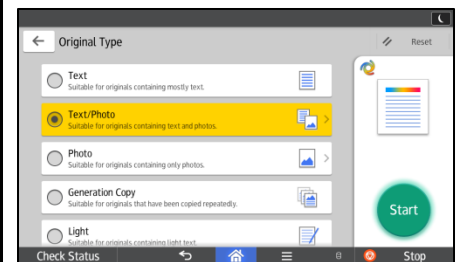 Original Type
Reset
Text
Suitable for originals containing mostly text.
Text/Photo
Suitable for originals containing text and photos.
Photo
Suitable for originals containing only photos.
Generation Copy
Suitable for originals that have been copied repeatedly.
Light
Suitable for originals containing light text.
Start
Check Status
Stop